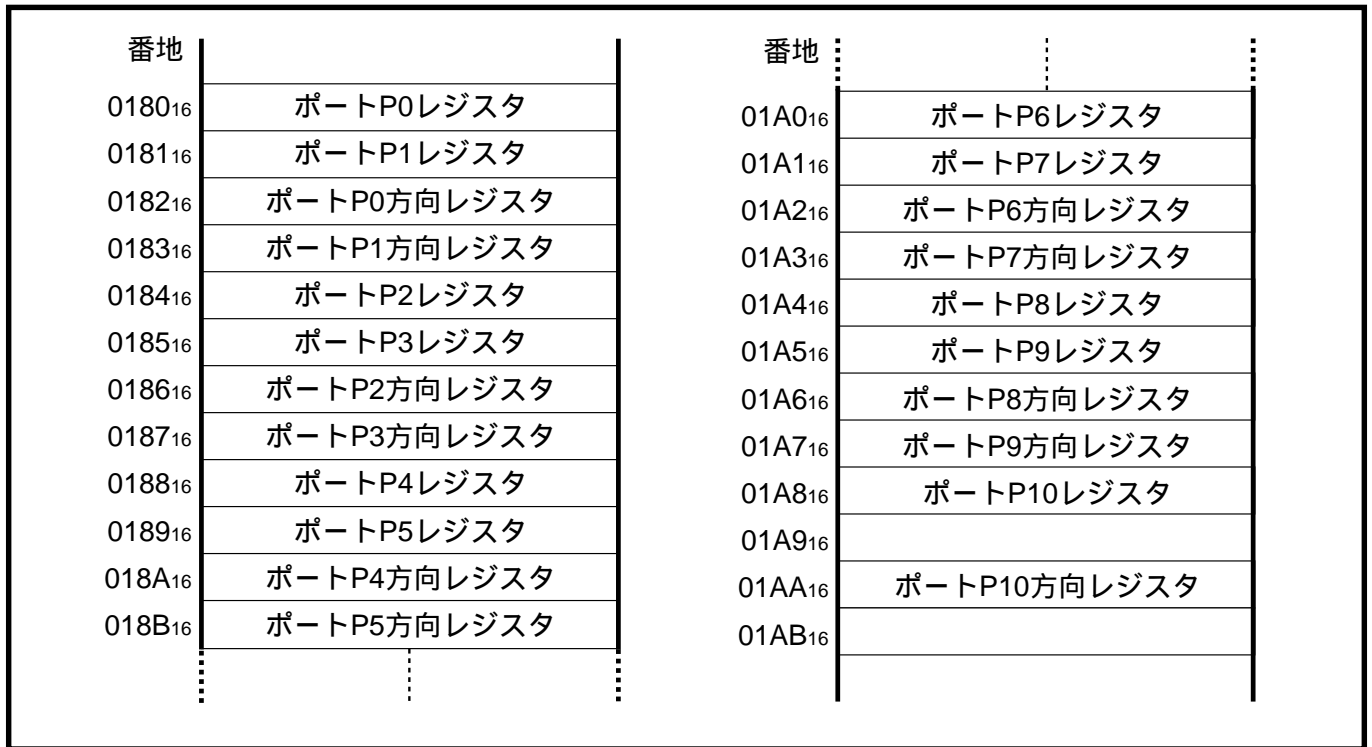 番地
0180₁₆ ポートP0レジスタ
0181₁₆ ポートP1レジスタ
0182₁₆ ポートP0方向レジスタ
0183₁₆ ポートP1方向レジスタ
0184₁₆ ポートP2レジスタ
0185₁₆ ポートP3レジスタ
0186₁₆ ポートP2方向レジスタ
0187₁₆ ポートP3方向レジスタ
0188₁₆ ポートP4レジスタ
0189₁₆ ポートP5レジスタ
018A₁₆ ポートP4方向レジスタ
018B₁₆ ポートP5方向レジスタ
番地
01A0₁₆ ポートP6レジスタ
01A1₁₆ ポートP7レジスタ
01A2₁₆ ポートP6方向レジスタ
01A3₁₆ ポートP7方向レジスタ
01A4₁₆ ポートP8レジスタ
01A5₁₆ ポートP9レジスタ
01A6₁₆ ポートP8方向レジスタ
01A7₁₆ ポートP9方向レジスタ
01A8₁₆ ポートP10レジスタ
01A9₁₆
01AA₁₆ ポートP10方向レジスタ
01AB₁₆